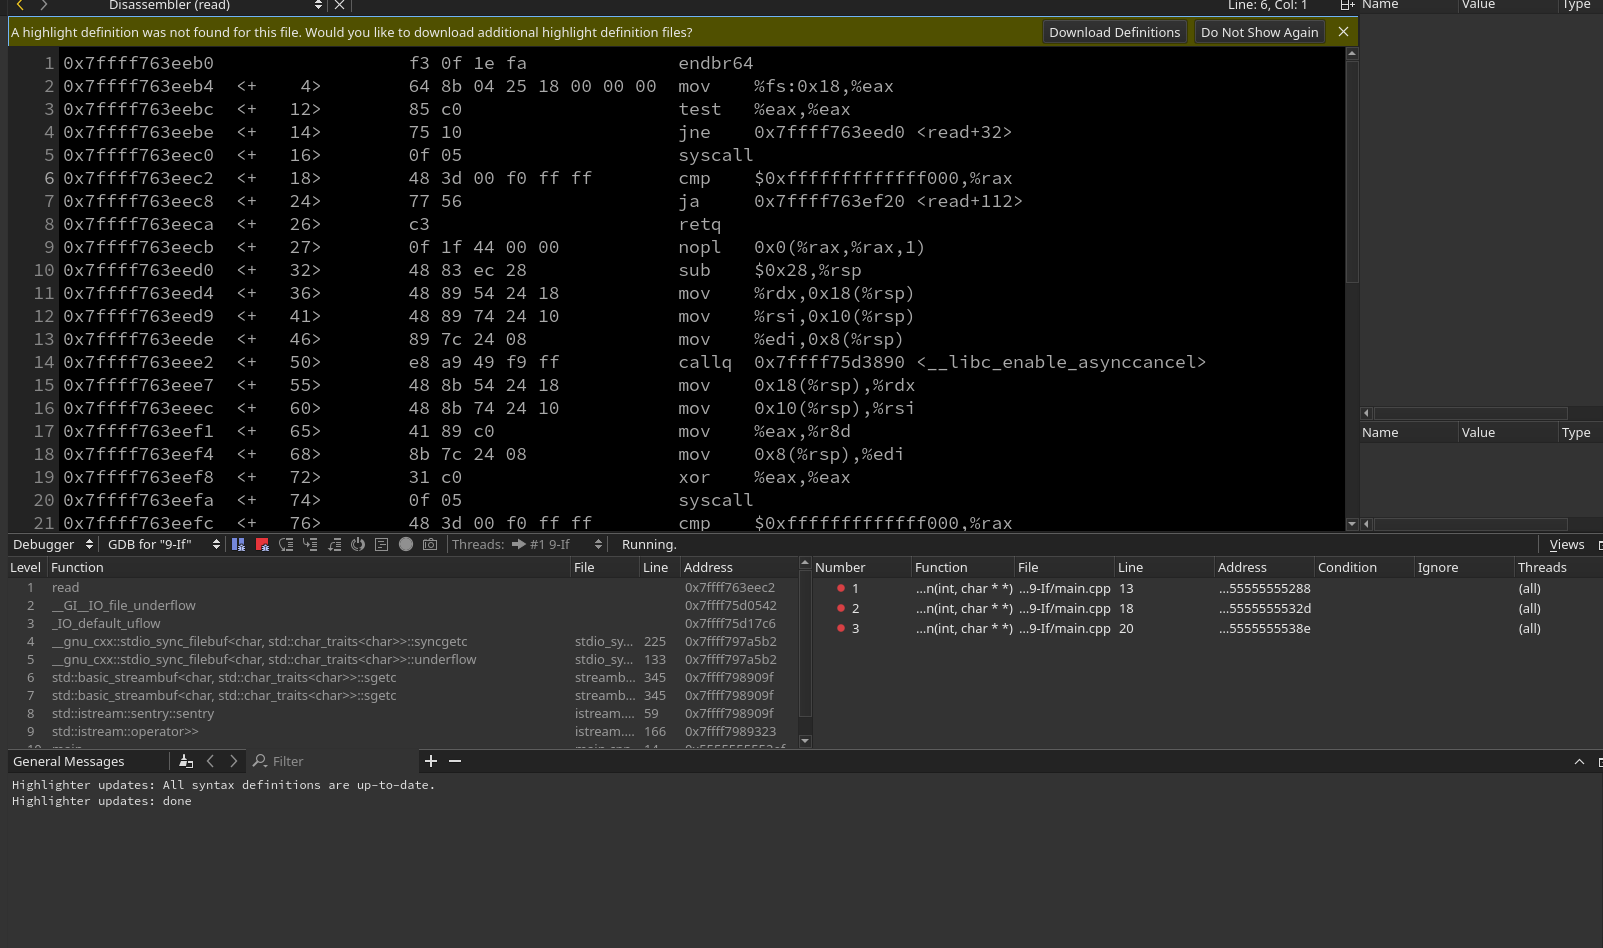 Disassembler (read) Line: 6, Col: 1 Name Value Type
A highlight definition was not found for this file. Would you like to download additional highlight definition files? Download Definitions Do Not Show Again
1 0x7ffff763eeb0 f3 0f 1e fa endbr64
2 0x7ffff763eeb4 <+ 4> 64 8b 04 25 18 00 00 00 mov %fs:0x18,%eax
3 0x7ffff763eebc <+ 12> 85 c0 test %eax,%eax
4 0x7ffff763eebe <+ 14> 75 10 jne 0x7ffff763eed0 <read+32>
5 0x7ffff763eec0 <+ 16> 0f 05 syscall
6 0x7ffff763eec2 <+ 18> 48 3d 00 f0 ff ff cmp $0xfffffffffffff000,%rax
7 0x7ffff763eec8 <+ 24> 77 56 ja 0x7ffff763ef20 <read+112>
8 0x7ffff763eeca <+ 26> c3 retq
9 0x7ffff763eecb <+ 27> 0f 1f 44 00 00 nopl 0x0(%rax,%rax,1)
10 0x7ffff763eed0 <+ 32> 48 83 ec 28 sub $0x28,%rsp
11 0x7ffff763eed4 <+ 36> 48 89 54 24 18 mov %rdx,0x18(%rsp)
12 0x7ffff763eed9 <+ 41> 48 89 74 24 10 mov %rsi,0x10(%rsp)
13 0x7ffff763eede <+ 46> 89 7c 24 08 mov %edi,0x8(%rsp)
14 0x7ffff763eee2 <+ 50> e8 a9 49 f9 ff callq 0x7ffff75d3890 <__libc_enable_asynccancel>
15 0x7ffff763eee7 <+ 55> 48 8b 54 24 18 mov 0x18(%rsp),%rdx
16 0x7ffff763eeec <+ 60> 48 8b 74 24 10 mov 0x10(%rsp),%rsi
17 0x7ffff763eef1 <+ 65> 41 89 c0 mov %eax,%r8d
18 0x7ffff763eef4 <+ 68> 8b 7c 24 08 mov 0x8(%rsp),%edi
19 0x7ffff763eef8 <+ 72> 31 c0 xor %eax,%eax
20 0x7ffff763eefa <+ 74> 0f 05 syscall
21 0x7ffff763eefc <+ 76> 48 3d 00 f0 ff ff cmp $0xfffffffffffff000,%rax
Name Value Type
Debugger GDB for "9-If" Threads: #1 9-If Running. Views
Level Function File Line Address
1 read 0x7ffff763eec2
2 __GI__IO_file_underflow 0x7ffff75d0542
3 _IO_default_uflow 0x7ffff75d17c6
4 __gnu_cxx::stdio_sync_filebuf<char, std::char_traits<char>>::syncgetc stdio_sy... 225 0x7ffff797a5b2
5 __gnu_cxx::stdio_sync_filebuf<char, std::char_traits<char>>::underflow stdio_sy... 133 0x7ffff797a5b2
6 std::basic_streambuf<char, std::char_traits<char>>::sgetc streamb... 345 0x7ffff798909f
7 std::basic_streambuf<char, std::char_traits<char>>::sgetc streamb... 345 0x7ffff798909f
8 std::istream::sentry::sentry istream.... 59 0x7ffff798909f
9 std::istream::operator>> istream.... 166 0x7ffff7989323
Number Function File Line Address Condition Ignore Threads
1 ...n(int, char * *) ...9-If/main.cpp 13 ...55555555288 (all)
2 ...n(int, char * *) ...9-If/main.cpp 18 ...5555555532d (all)
3 ...n(int, char * *) ...9-If/main.cpp 20 ...5555555538e (all)
General Messages Filter
Highlighter updates: All syntax definitions are up-to-date.
Highlighter updates: done